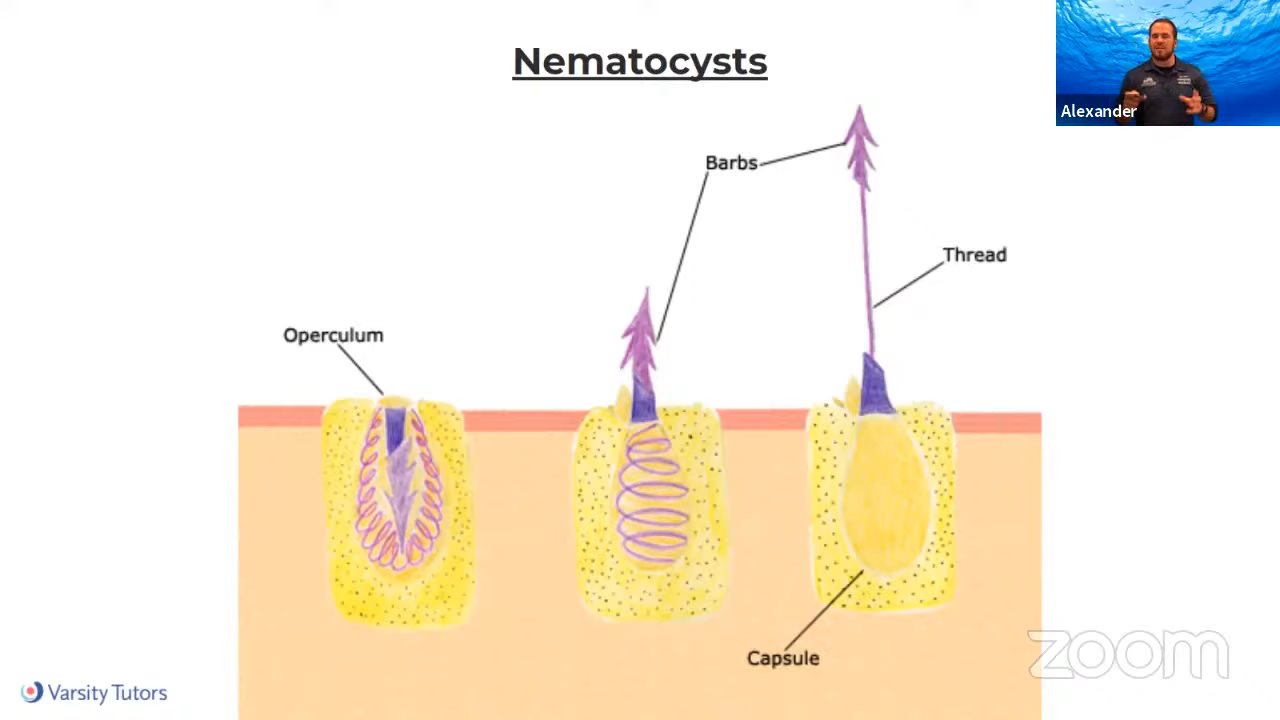 Nematocysts
Alexander
Barbs
Thread
Operculum
Capsule
zoom
Varsity Tutors